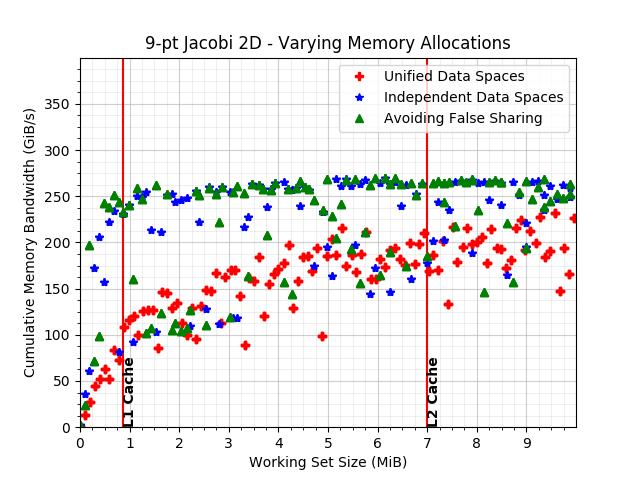 9-pt Jacobi 2D - Varying Memory Allocations
Cumulative Memory Bandwidth (GiB/s)
350
300
250
200
150
100
50
0
Unified Data Spaces
Independent Data Spaces
Avoiding False Sharing
L1 Cache
L2 Cache
0 1 2 3 4 5 6 7 8 9
Working Set Size (MiB)